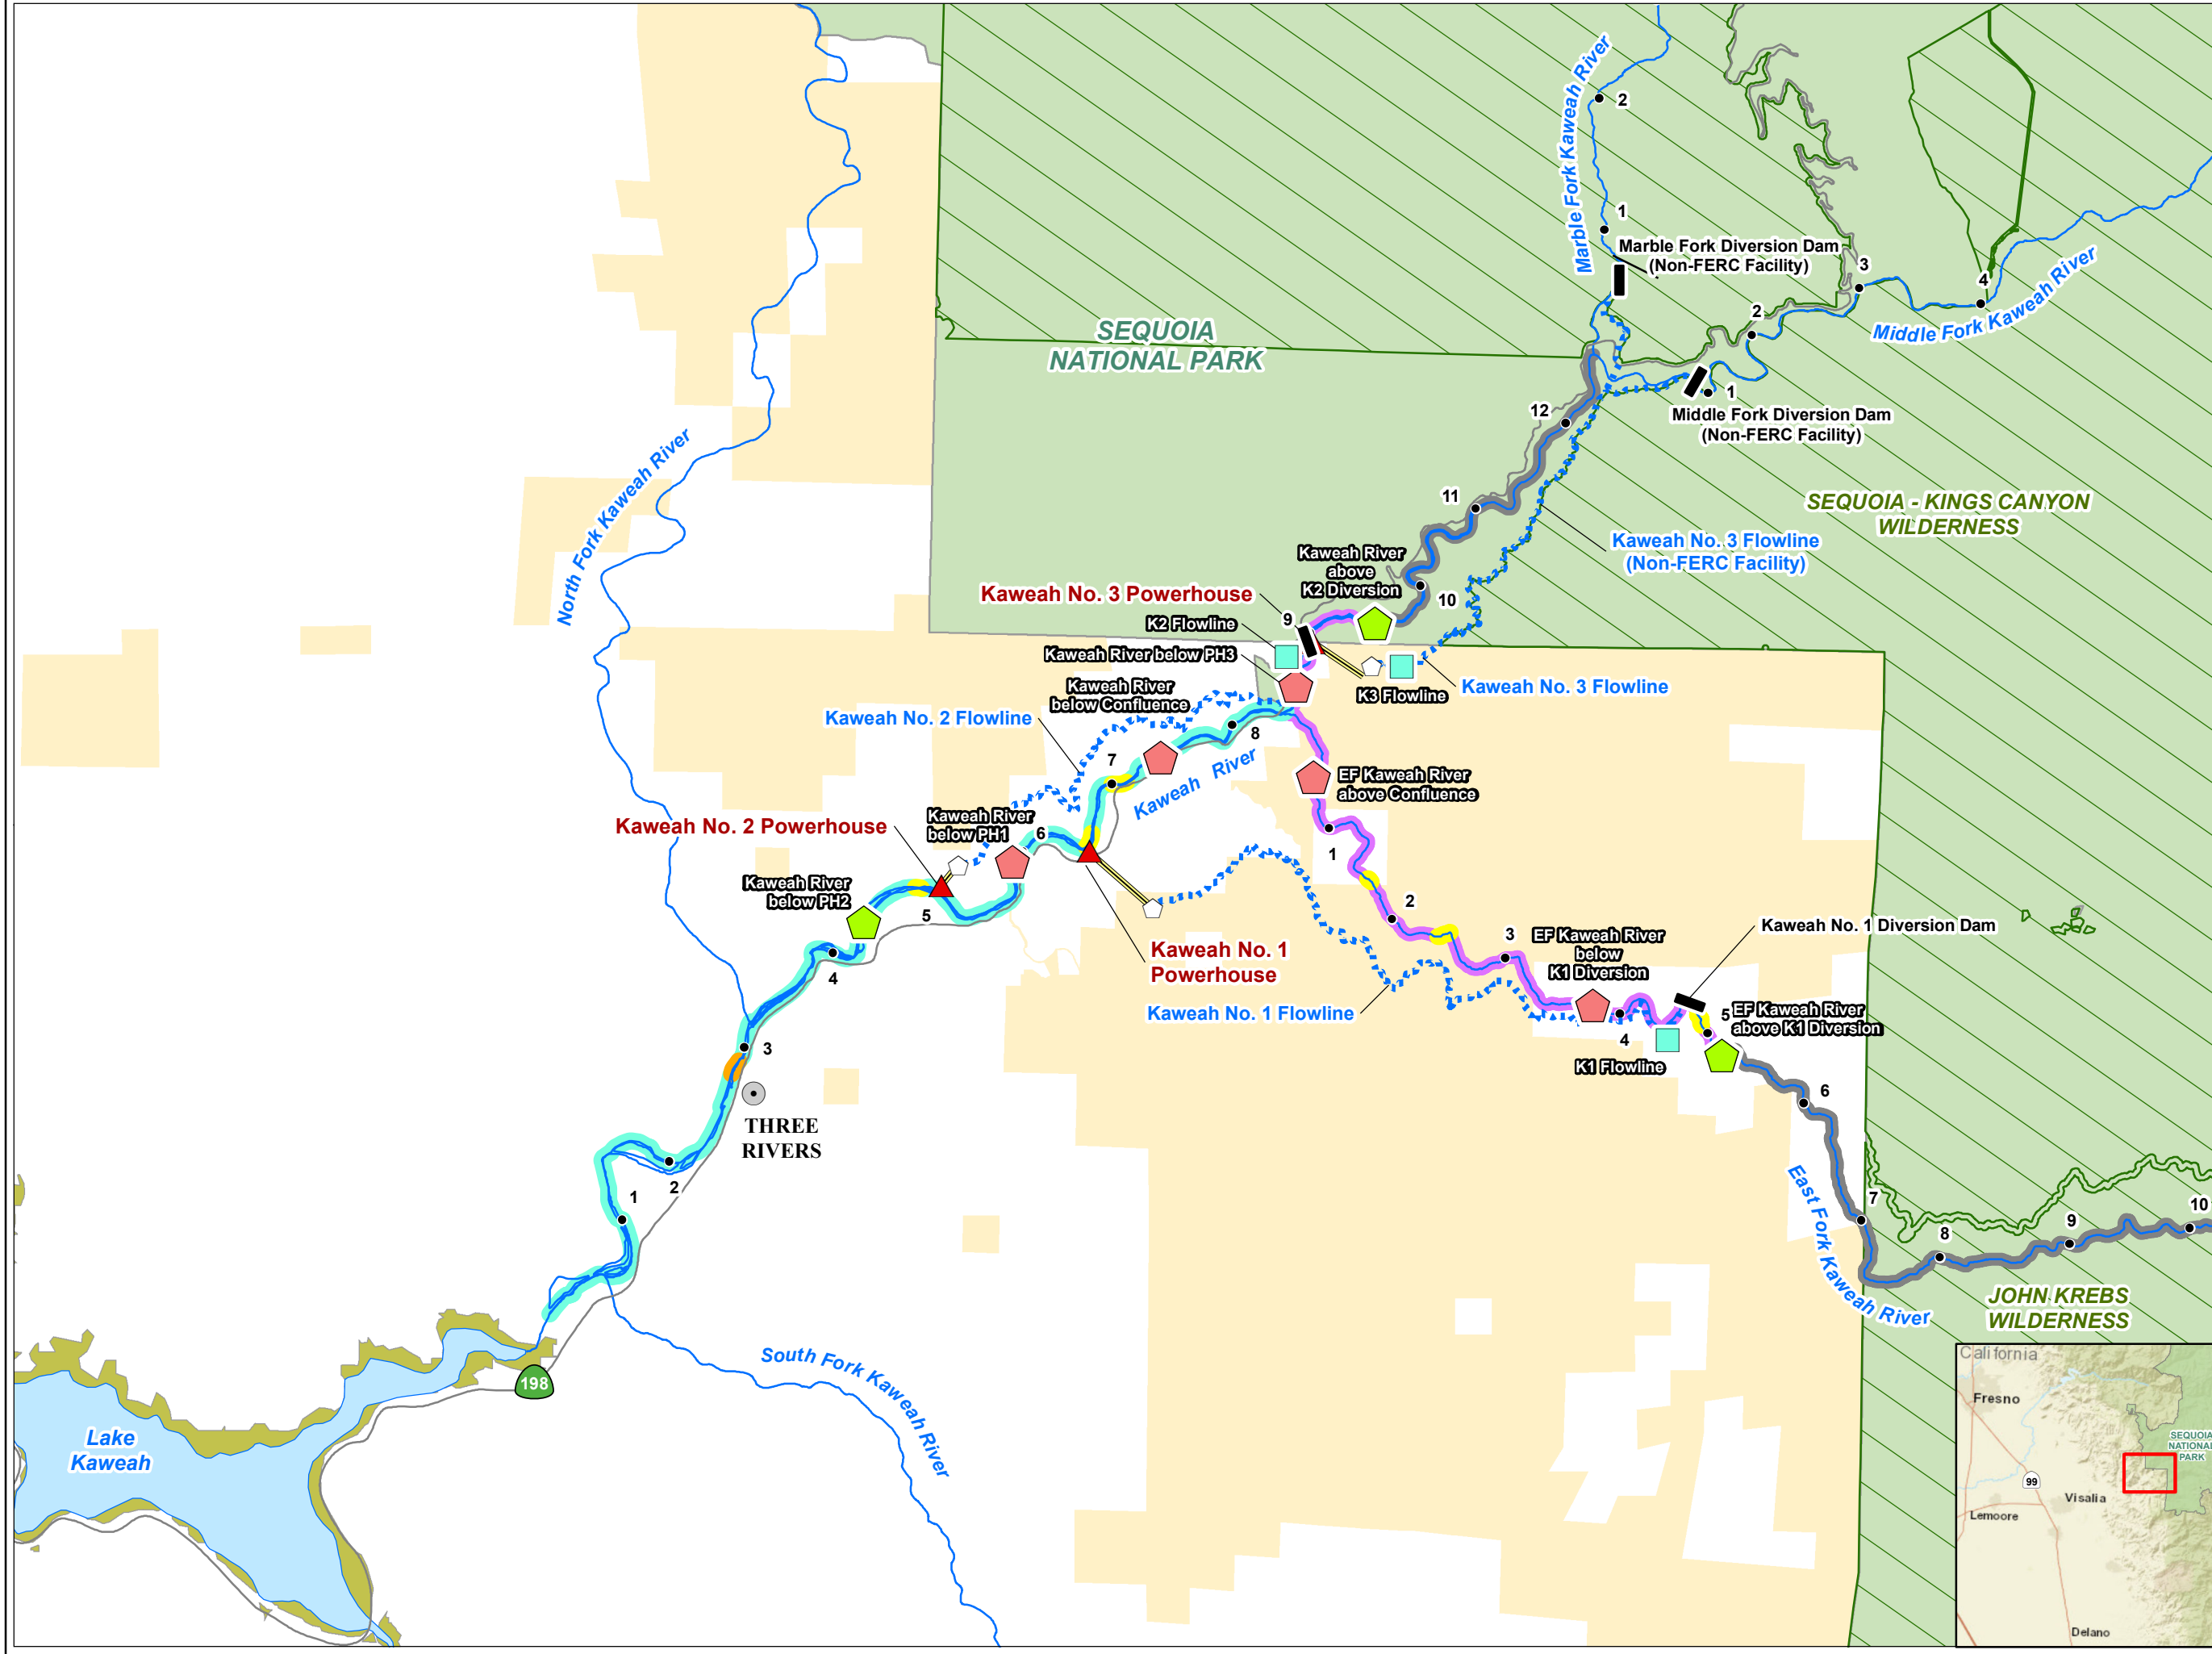 Marble Fork Kaweah River
2
1
Marble Fork Diversion Dam
(Non-FERC Facility)
3
4
2
Middle Fork Kaweah River
SEQUOIA
NATIONAL PARK
1
Middle Fork Diversion Dam
(Non-FERC Facility)
12
North Fork Kaweah River
11
SEQUOIA - KINGS CANYON
WILDERNESS
Kaweah No. 3 Flowline
(Non-FERC Facility)
Kaweah River
above
K2 Diversion
10
Kaweah No. 3 Powerhouse
9
K2 Flowline
Kaweah River below PH3
K3 Flowline
Kaweah No. 3 Flowline
Kaweah River
below Confluence
Kaweah No. 2 Flowline
8
7
Kaweah River
EF Kaweah River
above Confluence
Kaweah River
below PH1
6
Kaweah No. 2 Powerhouse
1
Kaweah River
below PH2
5
2
4
Kaweah No. 1
Powerhouse
3
EF Kaweah River
below
K1 Diversion
Kaweah No. 1 Diversion Dam
Kaweah No. 1 Flowline
5
EF Kaweah River
above K1 Diversion
4
K1 Flowline
3
6
THREE
RIVERS
2
1
7
8
9
10
East Fork Kaweah River
JOHN KREBS
WILDERNESS
South Fork Kaweah River
198
Lake
Kaweah
California
Fresno
SEQUOIA
NATIONAL
PARK
99
Visalia
Lemoore
Delano